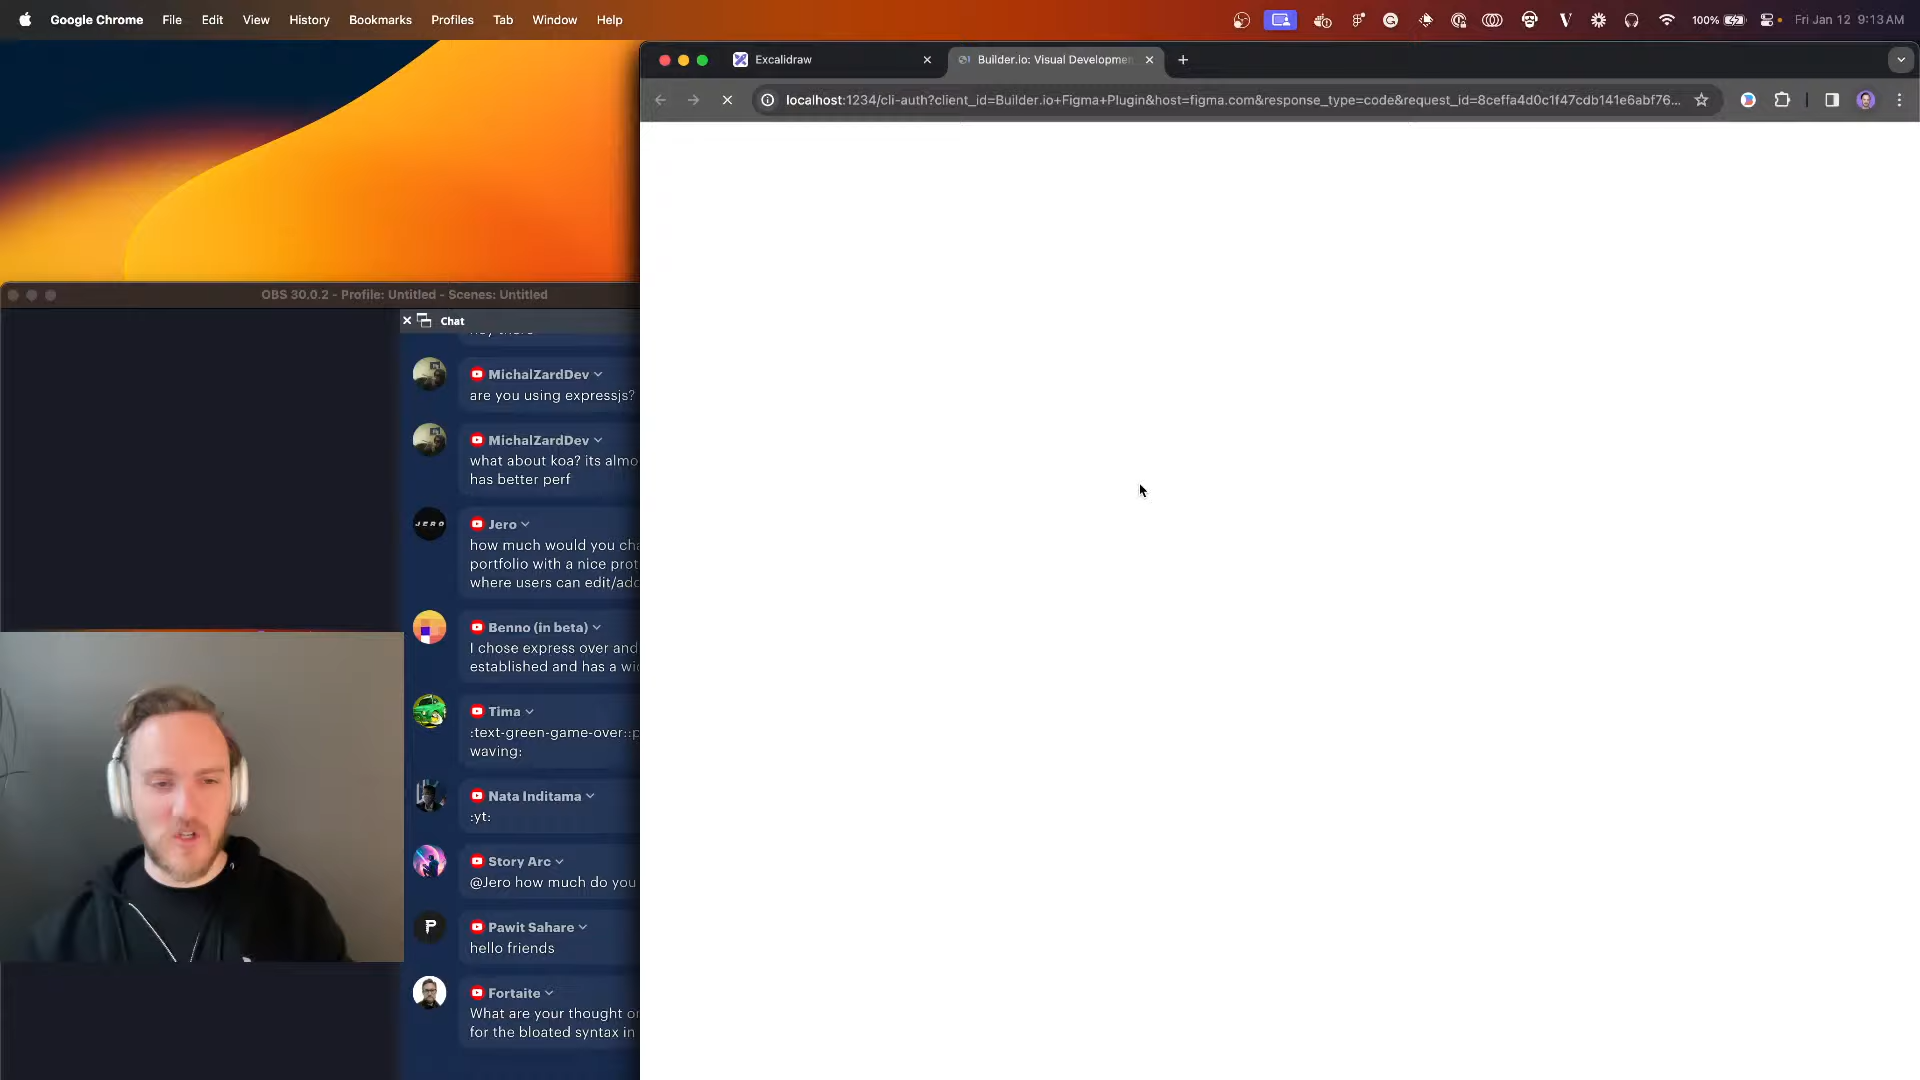 Google Chrome File Edit View History Bookmarks Profiles Tab Window Help
100% Fri Jan 12 9:13 AM
Excalidraw
Builder.io: Visual Developmen
localhost:1234/cli-auth?client_id=Builder.io+Figma+Plugin&host=figma.com&response_type=code&request_id=8ceffa4d0c1f47cdb141e6abf76...
OBS 30.0.2 - Profile: Untitled - Scenes: Untitled
Chat
MichalZardDev
are you using expressjs?
MichalZardDev
what about koa? its almo
has better perf
JERO
Jero
how much would you cha
portfolio with a nice prot
where users can edit/add
Benno (in beta)
I chose express over and
established and has a wid
Tima
:text-green-game-over::p
waving:
Nata Inditama
:yt:
Story Arc
@Jero how much do you
P
Pawit Sahare
hello friends
Fortaite
What are your thought on
for the bloated syntax in